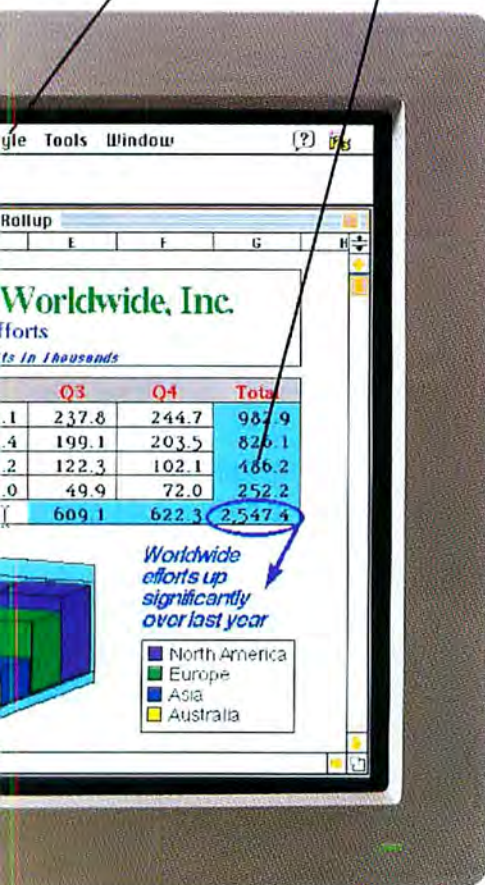 yle Tools Window
Rollup
E F G H
Worldwide, Inc.
fforts
ts in Thousands
Q3 Q4 Total
.1 237.8 244.7 982.9
.4 199.1 203.5 826.1
.2 122.3 102.1 486.2
.0 49.9 72.0 252.2
609.1 622.3 2,547.4
Worldwide
efforts up
significantly
over last year
North America
Europe
Asia
Australia